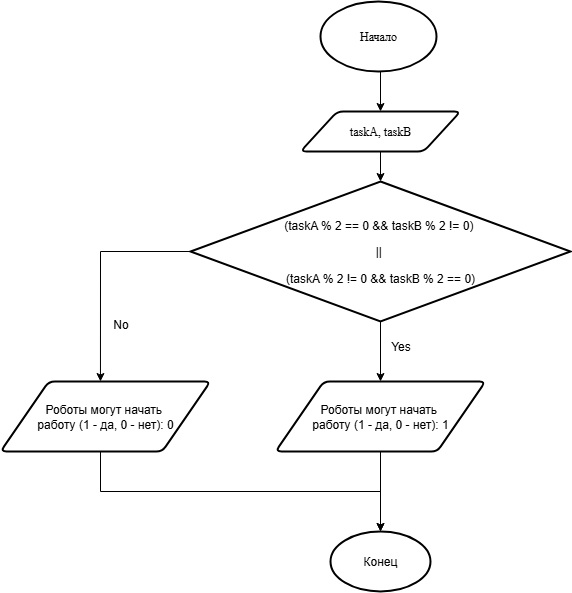 Начало
taskA, taskB
(taskA % 2 == 0 && taskB % 2 != 0)
||
(taskA % 2 != 0 && taskB % 2 == 0)
No
Yes
Роботы могут начать
работу (1 - да, 0 - нет): 0
Роботы могут начать
работу (1 - да, 0 - нет): 1
Конец